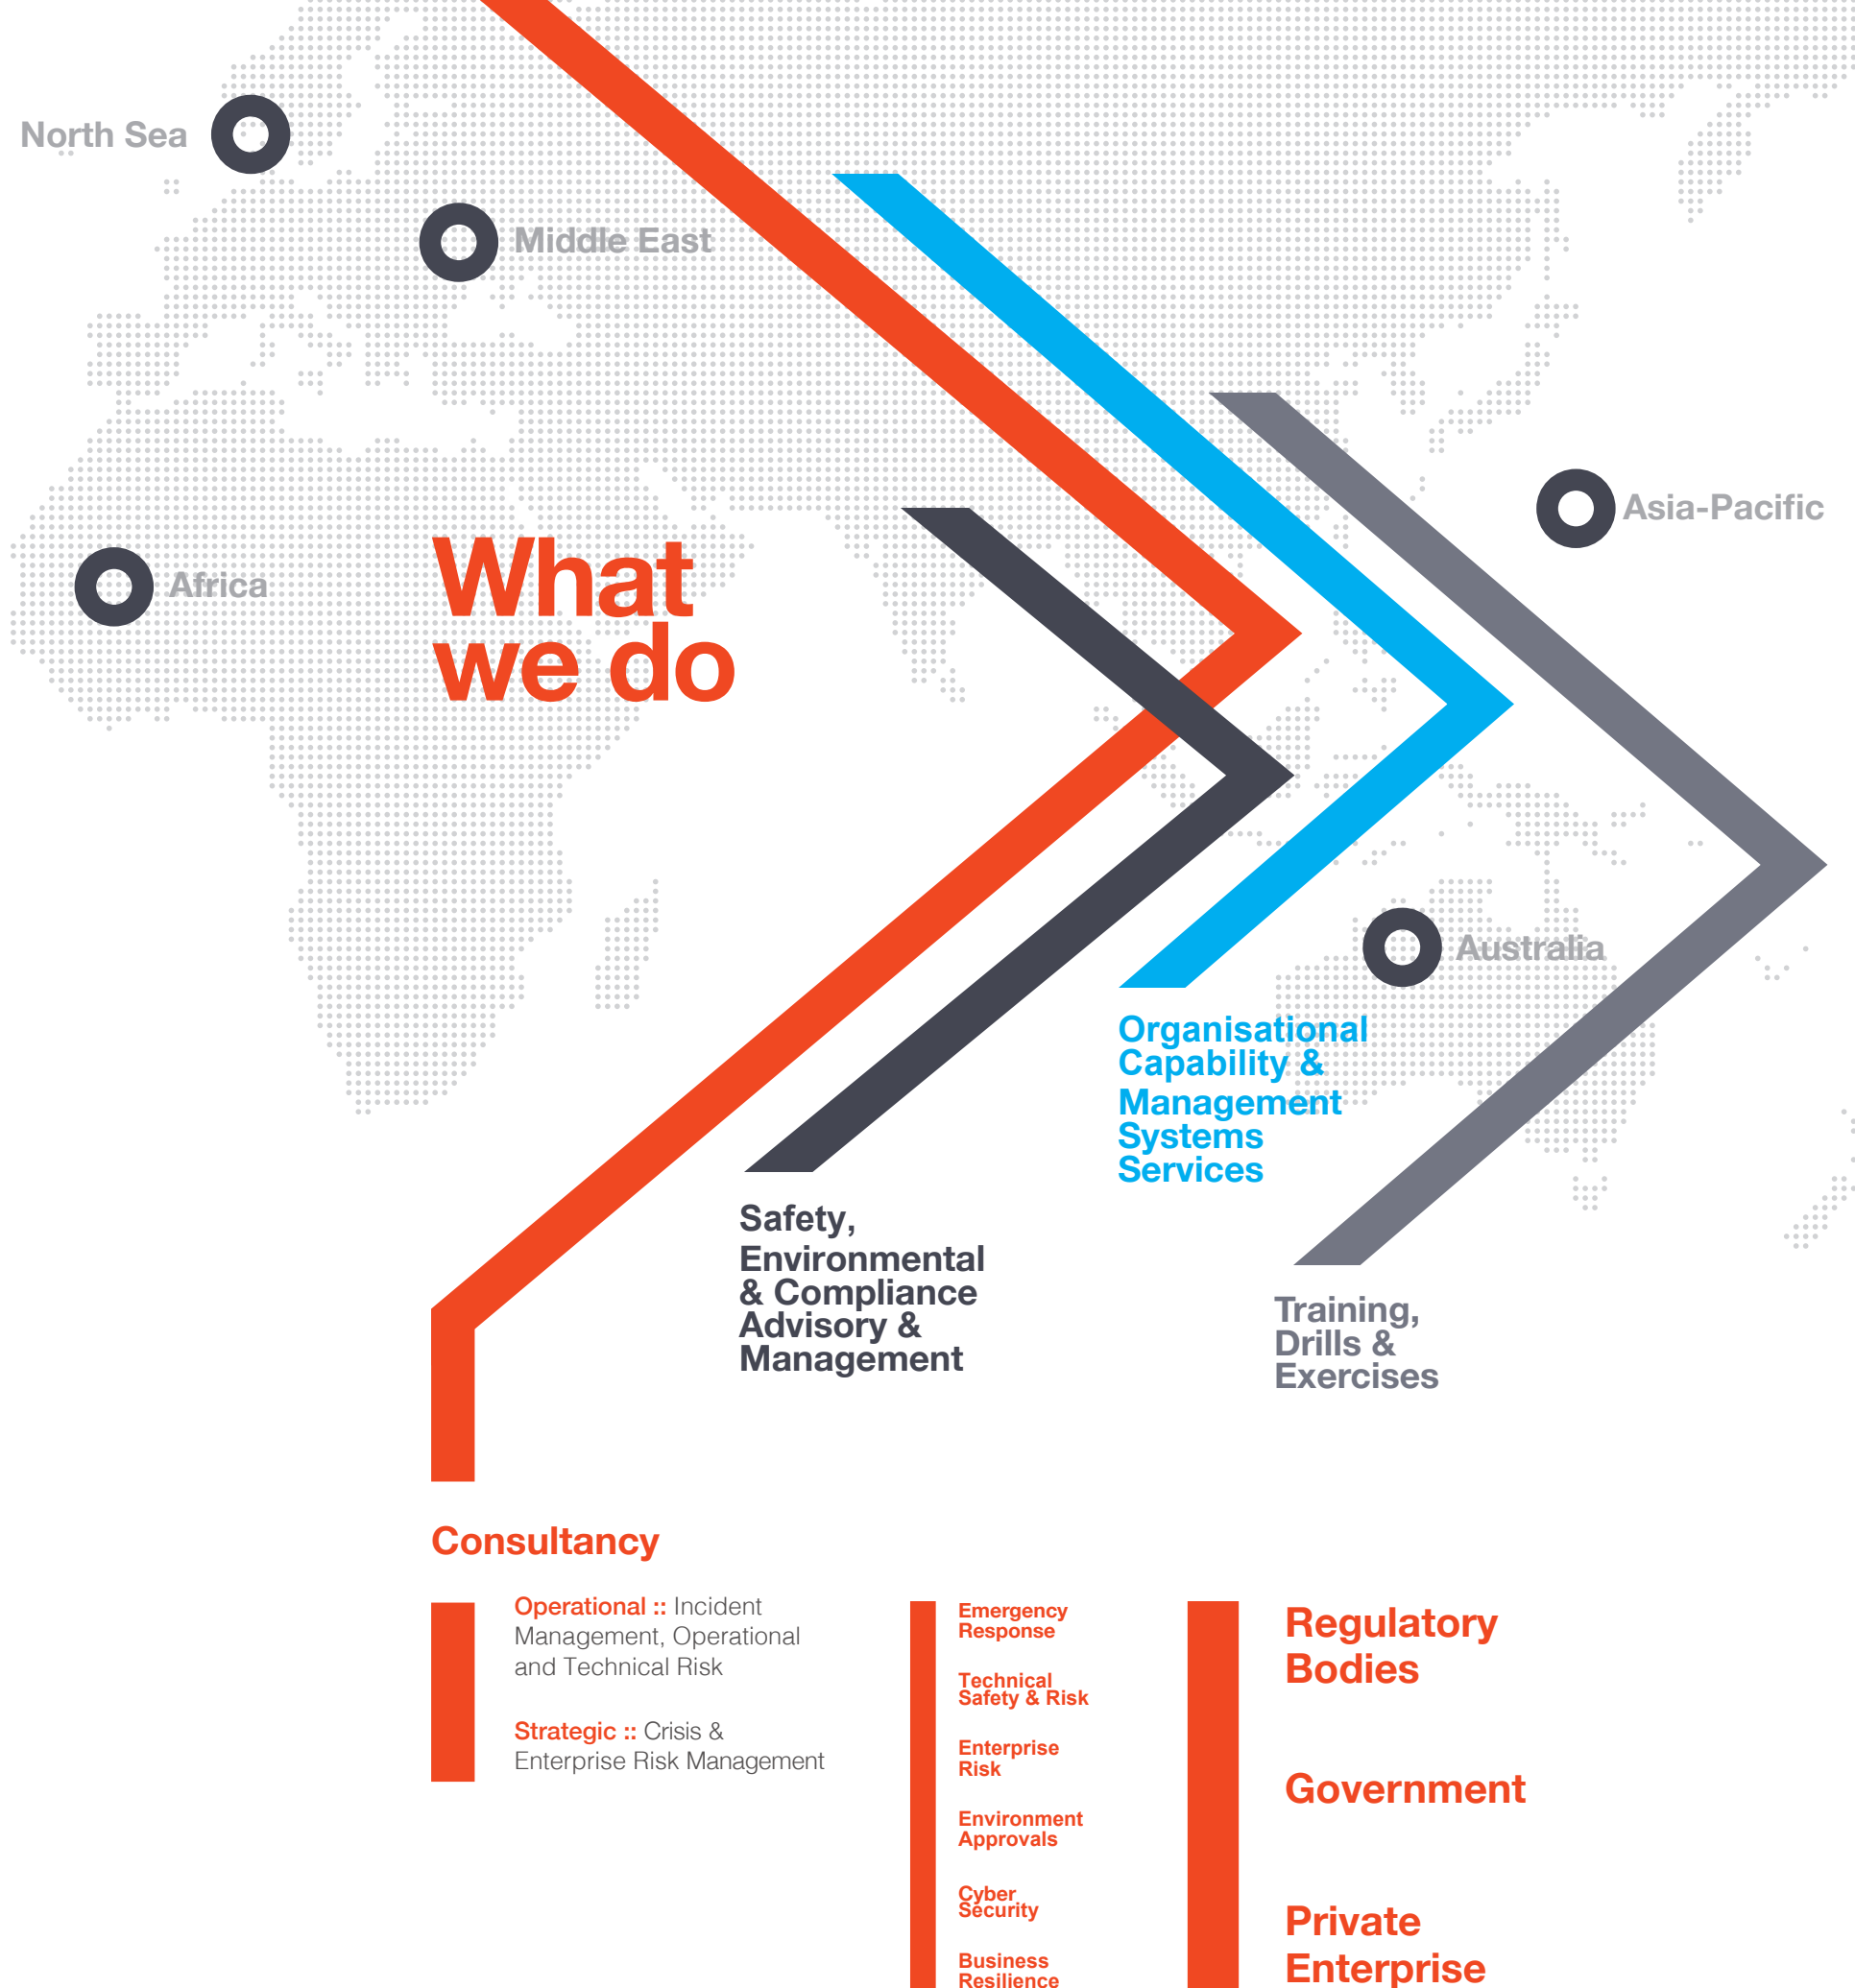 North Sea
Middle East
Asia-Pacific
Africa
What
we do
Australia
Organisational
Capability &
Management
Systems
Services
Safety,
Environmental
& Compliance
Advisory &
Management
Training,
Drills &
Exercises
Consultancy
Operational :: Incident
Management, Operational
and Technical Risk
Strategic :: Crisis &
Enterprise Risk Management
Emergency
Response
Technical
Safety & Risk
Enterprise
Risk
Environment
Approvals
Cyber
Security
Business
Resilience
Regulatory
Bodies
Government
Private
Enterprise